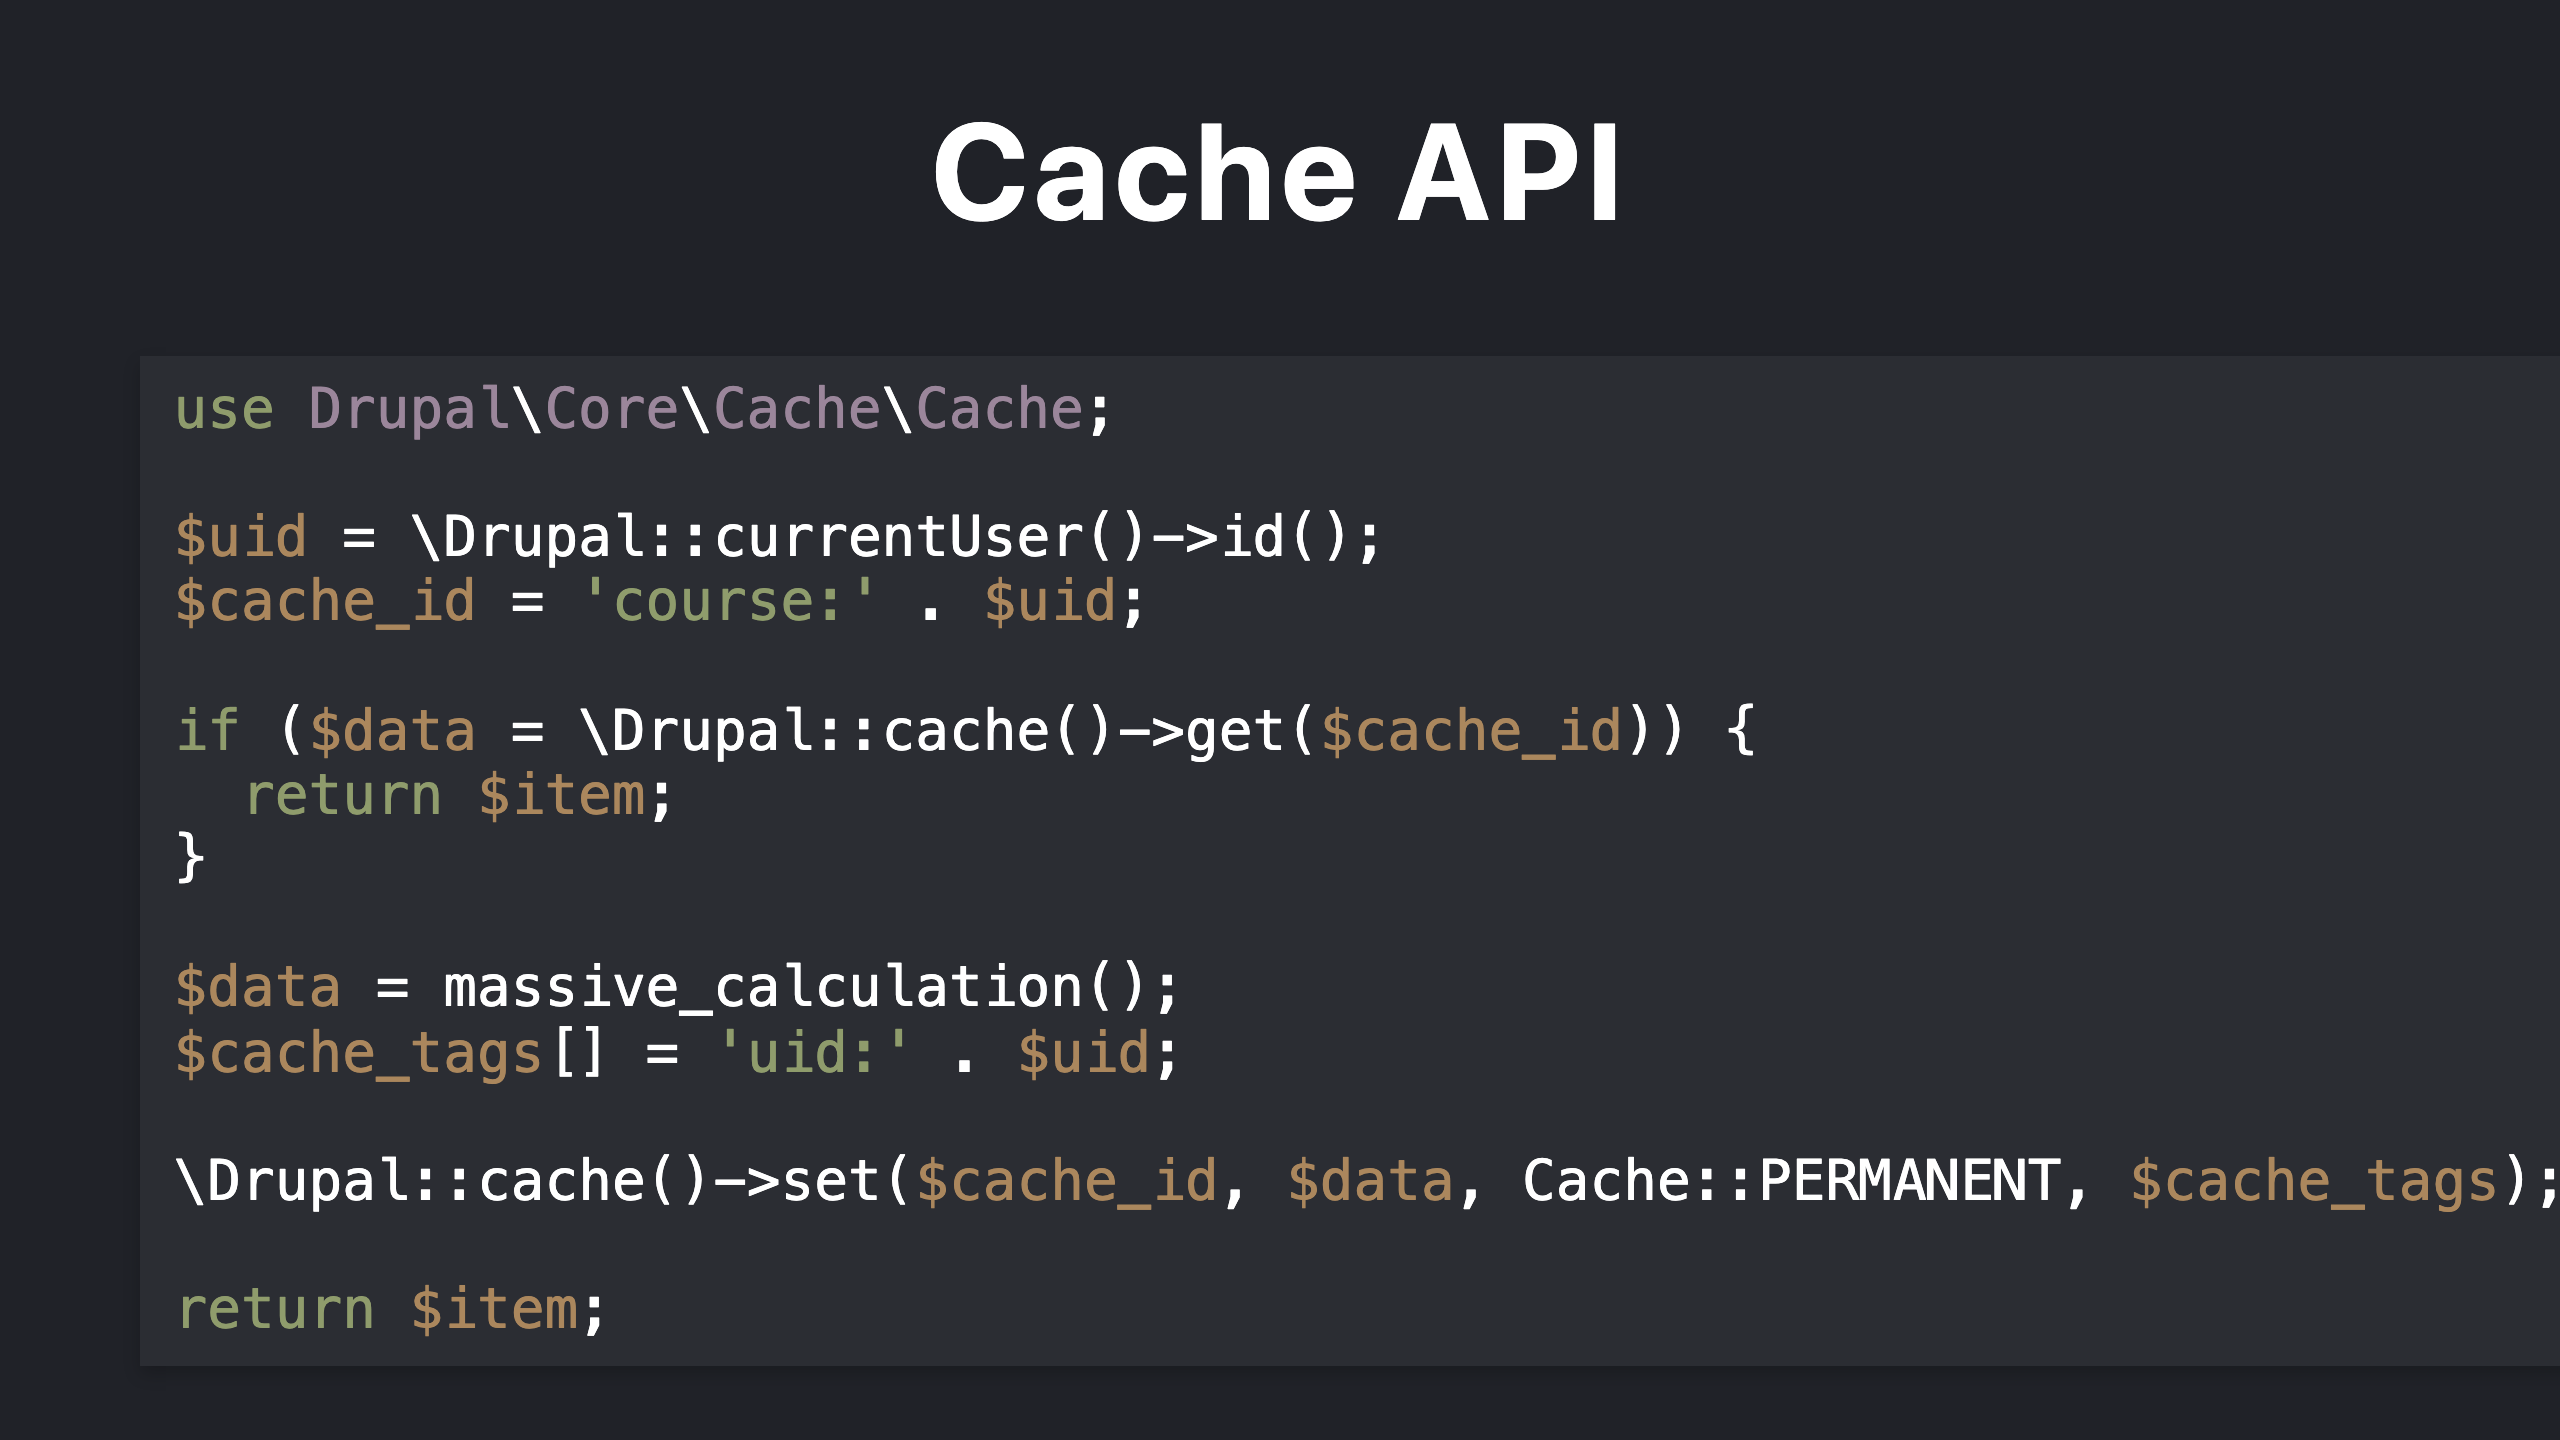 Cache API
use Drupal\Core\Cache\Cache;
$uid = \Drupal::currentUser()->id();
$cache_id = 'course:' . $uid;
if ($data = \Drupal::cache()->get($cache_id)) {
  return $item;
}
$data = massive_calculation();
$cache_tags[] = 'uid:' . $uid;
\Drupal::cache()->set($cache_id, $data, Cache::PERMANENT, $cache_tags);
return $item;